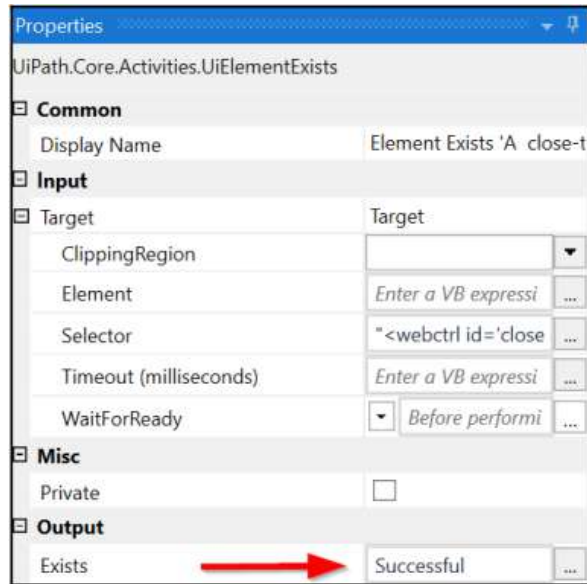 Properties
UiPath.Core.Activities.UiElementExists
Common
Display Name Element Exists 'A close-t
Input
Target Target
ClippingRegion
Element Enter a VB expressi ...
Selector "<webctrl id='close ...
Timeout (milliseconds) Enter a VB expressi ...
WaitForReady Before performi ...
Misc
Private
Output
Exists Successful ...